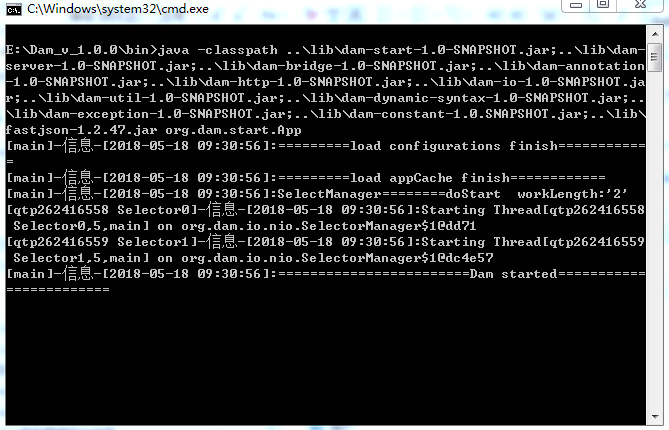 C:\Windows\system32\cmd.exe
E:\Dam_v_1.0.0\bin>java -classpath ..\lib\dam-start-1.0-SNAPSHOT.jar;..\lib\dam-
server-1.0-SNAPSHOT.jar;..\lib\dam-bridge-1.0-SNAPSHOT.jar;..\lib\dam-annotation
-1.0-SNAPSHOT.jar;..\lib\dam-http-1.0-SNAPSHOT.jar;..\lib\dam-io-1.0-SNAPSHOT.ja
r;..\lib\dam-util-1.0-SNAPSHOT.jar;..\lib\dam-dynamic-syntax-1.0-SNAPSHOT.jar;..
\lib\dam-exception-1.0-SNAPSHOT.jar;..\lib\dam-constant-1.0.SNAPSHOT.jar;..\lib\
fastjson-1.2.47.jar org.dam.start.App
[main]-信息-[2018-05-18 09:30:56]:=========load configurations finish===========
=
[main]-信息-[2018-05-18 09:30:56]:=========load appCache finish============
[main]-信息-[2018-05-18 09:30:56]:SelectManager========doStart  workLength:'2'
[qtp262416558 Selector0]-信息-[2018-05-18 09:30:56]:Starting Thread[qtp262416558
 Selector0,5,main] on org.dam.io.nio.SelectorManager$1@dd71
[qtp262416559 Selector1]-信息-[2018-05-18 09:30:56]:Starting Thread[qtp262416559
 Selector1,5,main] on org.dam.io.nio.SelectorManager$1@dc4e57
[main]-信息-[2018-05-18 09:30:56]:========================Dam started===========
=============